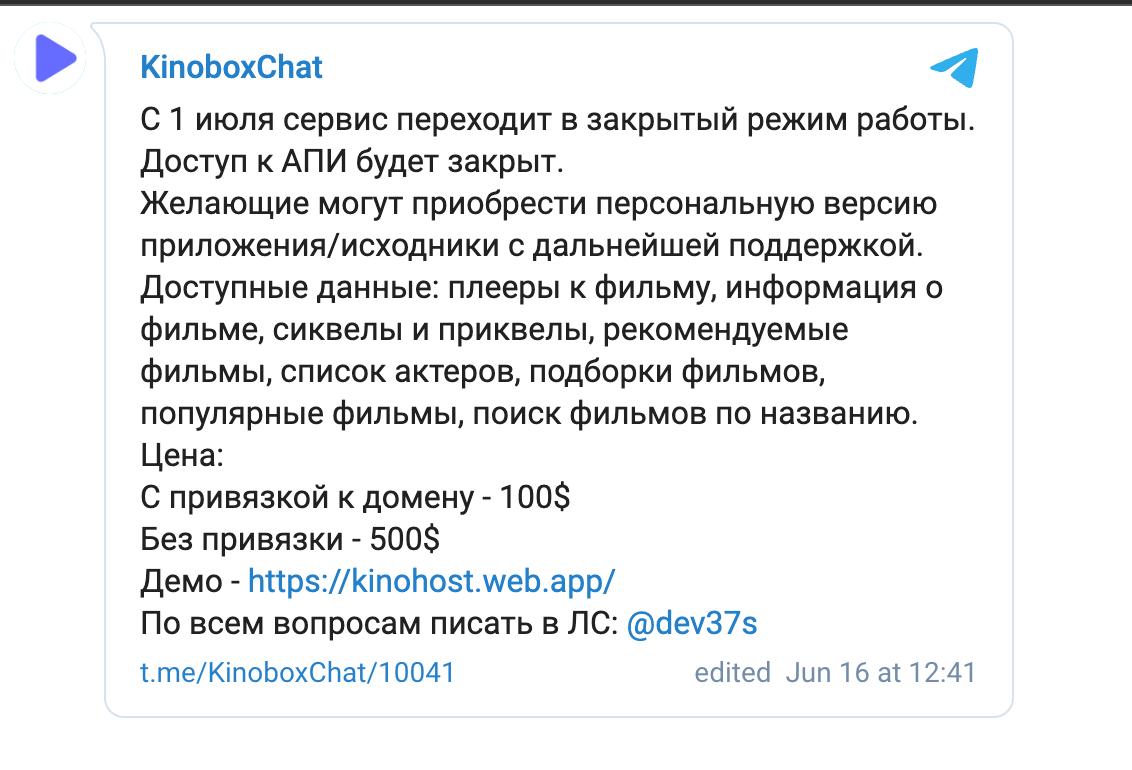 KinoboxChat
С 1 июля сервис переходит в закрытый режим работы.
Доступ к АПИ будет закрыт.
Желающие могут приобрести персональную версию
приложения/исходники с дальнейшей поддержкой.
Доступные данные: плееры к фильму, информация о
фильме, сиквелы и приквелы, рекомендуемые
фильмы, список актеров, подборки фильмов,
популярные фильмы, поиск фильмов по названию.
Цена:
С привязкой к домену - 100$
Без привязки - 500$
Демо - https://kinohost.web.app/
По всем вопросам писать в ЛС: @dev37s
t.me/KinoboxChat/10041 edited Jun 16 at 12:41